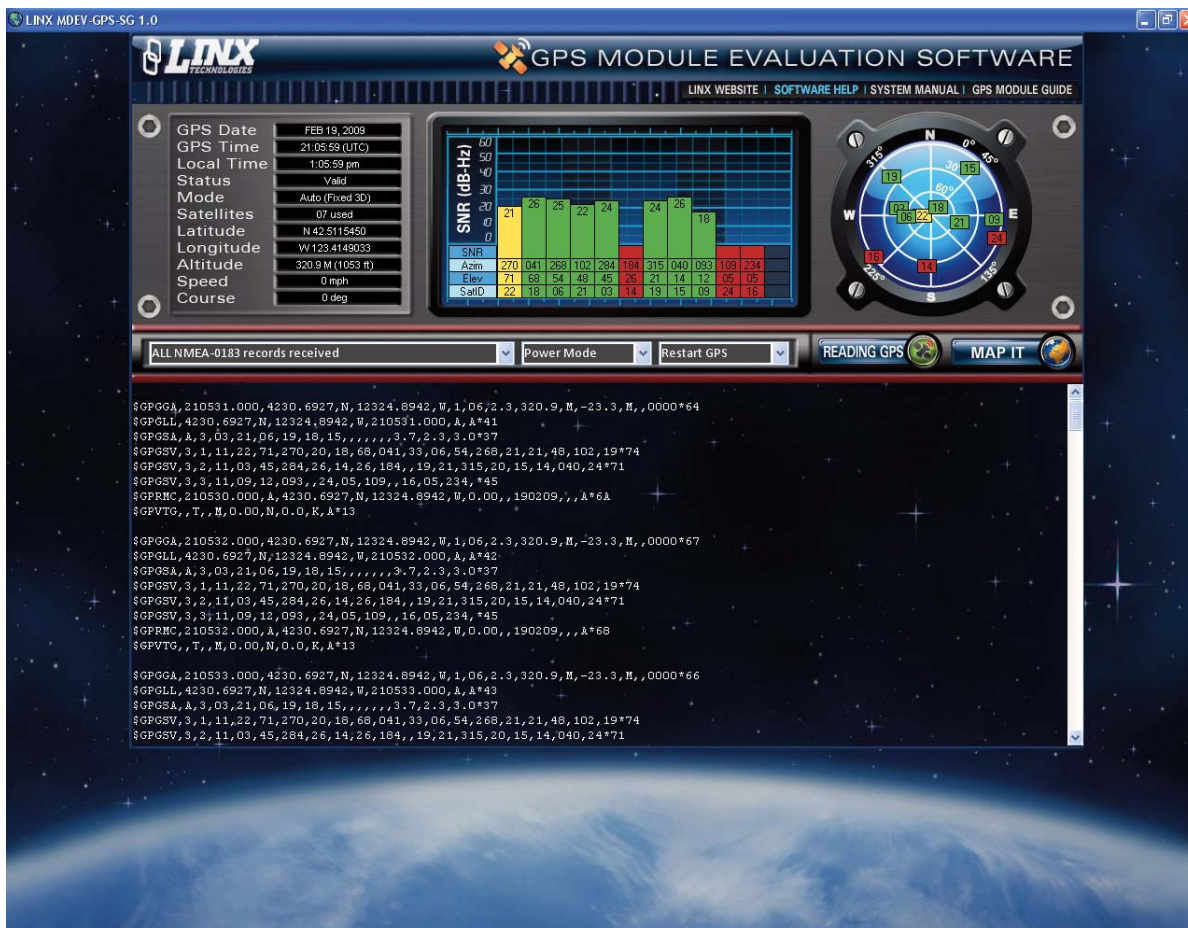 LINX MDEV-GPS-SG 1.0
LINX
TECHNOLOGIES
GPS MODULE EVALUATION SOFTWARE
LINX WEBSITE | SOFTWARE HELP | SYSTEM MANUAL | GPS MODULE GUIDE
GPS Date FEB 19, 2009
GPS Time 21:05:59 (UTC)
Local Time 1:05:59 pm
Status Valid
Mode Auto (Fixed 3D)
Satellites 07 used
Latitude N 42.5115450
Longitude W 123.4149033
Altitude 320.9 M (1053 ft)
Speed 0 mph
Course 0 deg
SNR (dB-Hz)
60
50
40
30
20
10
0
21 26 25 22 24 24 26 18
SNR
Azim 270 041 268 102 284 184 315 040 093 109 234
Elev 71 68 54 48 45 26 21 14 12 05 05
SatID 22 18 06 21 03 14 19 15 09 24 16
N
315° 0° 45°
30
15
19
60°
03 18
W 06 22 21 09 E
24
16 14
225° 135°
S
ALL NMEA-0183 records received
Power Mode
Restart GPS
READING GPS
MAP IT
$GPGGA,210531.000,4230.6927,N,12324.8942,W,1,06,2.3,320.9,M,-23.3,M,,0000*64
$GPGLL,4230.6927,N,12324.8942,W,210531.000,A,A*41
$GPGSA,A,3,03,21,06,19,18,15,,,,,,,3.7,2.3,3.0*37
$GPGSV,3,1,11,22,71,270,20,18,68,041,33,06,54,268,21,21,48,102,19*74
$GPGSV,3,2,11,03,45,284,26,14,26,184,,19,21,315,20,15,14,040,24*71
$GPGSV,3,3,11,09,12,093,,24,05,109,,16,05,234,*45
$GPRMC,210530.000,A,4230.6927,N,12324.8942,W,0.00,,190209,,,A*6A
$GPVTG,,T,,M,0.00,N,0.0,K,A*13
$GPGGA,210532.000,4230.6927,N,12324.8942,W,1,06,2.3,320.9,M,-23.3,M,,0000*67
$GPGLL,4230.6927,N,12324.8942,W,210532.000,A,A*42
$GPGSA,A,3,03,21,06,19,18,15,,,,,,,3.7,2.3,3.0*37
$GPGSV,3,1,11,22,71,270,20,18,68,041,33,06,54,268,21,21,48,102,19*74
$GPGSV,3,2,11,03,45,284,26,14,26,184,,19,21,315,20,15,14,040,24*71
$GPGSV,3,3,11,09,12,093,,24,05,109,,16,05,234,*45
$GPRMC,210532.000,A,4230.6927,N,12324.8942,W,0.00,,190209,,,A*68
$GPVTG,,T,,M,0.00,N,0.0,K,A*13
$GPGGA,210533.000,4230.6927,N,12324.8942,W,1,06,2.3,320.9,M,-23.3,M,,0000*66
$GPGLL,4230.6927,N,12324.8942,W,210533.000,A,A*43
$GPGSA,A,3,03,21,06,19,18,15,,,,,,,3.7,2.3,3.0*37
$GPGSV,3,1,11,22,71,270,20,18,68,041,33,06,54,268,21,21,48,102,19*74
$GPGSV,3,2,11,03,45,284,26,14,26,184,,19,21,315,20,15,14,040,24*71